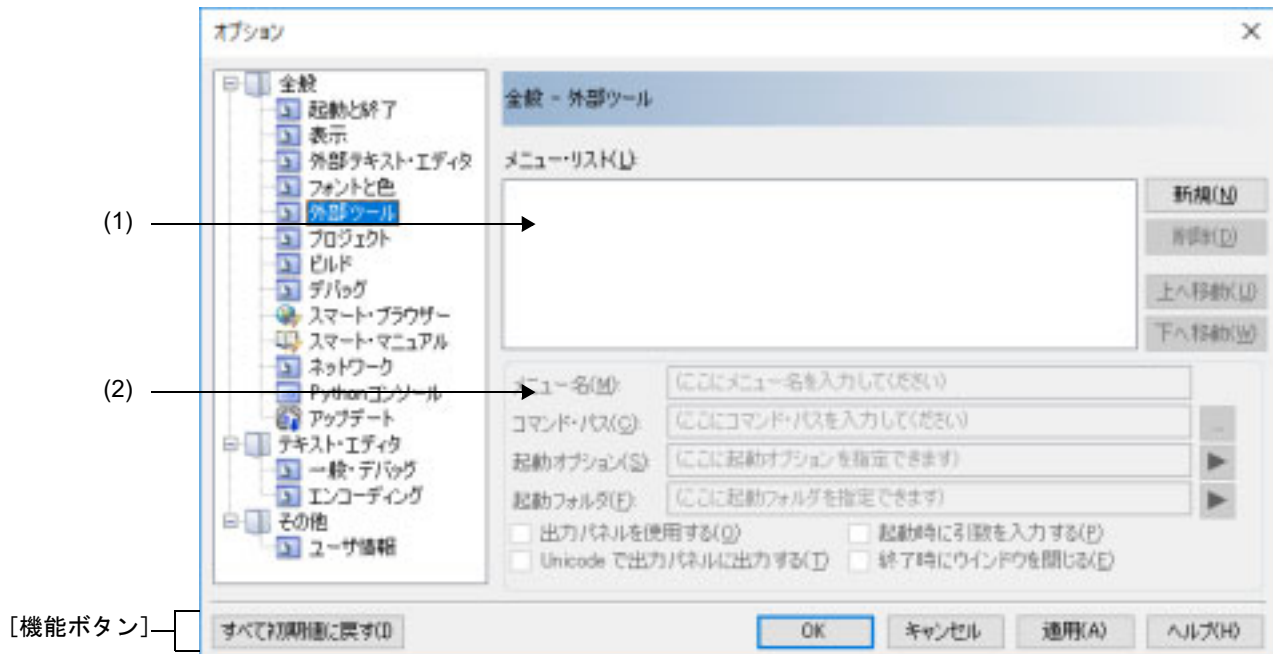 オプション
全般
起動と終了
表示
外部テキスト・エディタ
フォントと色
外部ツール
プロジェクト
ビルド
デバッグ
スマート・ブラウザー
スマート・マニュアル
ネットワーク
Pythonコンソール
アップデート
テキスト・エディタ
一般・デバッグ
エンコーディング
その他
ユーザ情報
全般 - 外部ツール
メニュー・リスト(L):
新規(N)
削除(D)
上へ移動(U)
下へ移動(W)
(1)
(2)
メニュー名(M): (ここにメニュー名を入力してください)
コマンド・パス(C): (ここにコマンド・パスを入力してください) ...
起動オプション(S): (ここに起動オプションを指定できます)
起動フォルダ(F): (ここに起動フォルダを指定できます)
出力パネルを使用する(O) 起動時に引数を入力する(P)
Unicode で出力パネルに出力する(T) 終了時にウインドウを閉じる(E)
[機能ボタン]
すべて初期値に戻す(I) OK キャンセル 適用(A) ヘルプ(H)